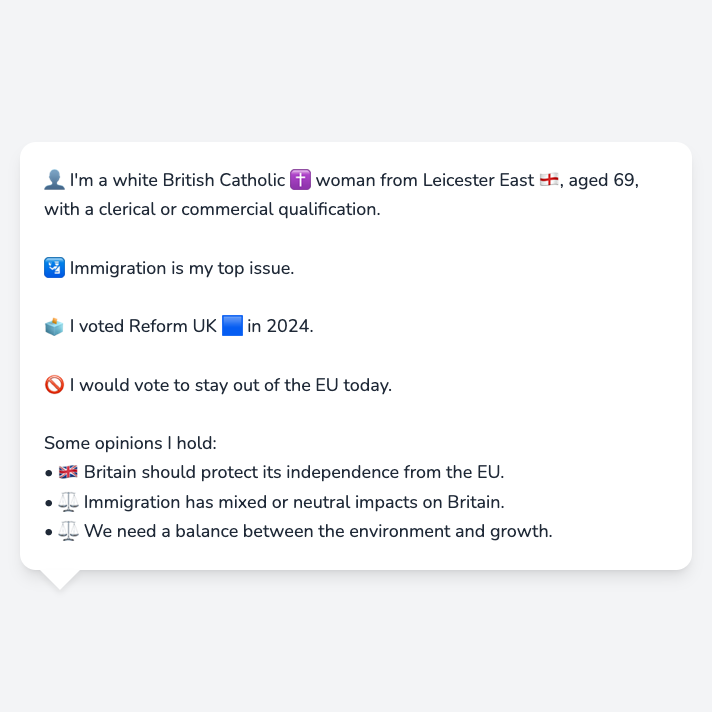 👤 I'm a white British Catholic ✝️ woman from Leicester East 🏴󠁧󠁢󠁥󠁮󠁧󠁿, aged 69,
with a clerical or commercial qualification.
🛂 Immigration is my top issue.
🗳️ I voted Reform UK 🟦 in 2024.
🚫 I would vote to stay out of the EU today.
Some opinions I hold:
• 🇬🇧 Britain should protect its independence from the EU.
• ⚖️ Immigration has mixed or neutral impacts on Britain.
• ⚖️ We need a balance between the environment and growth.